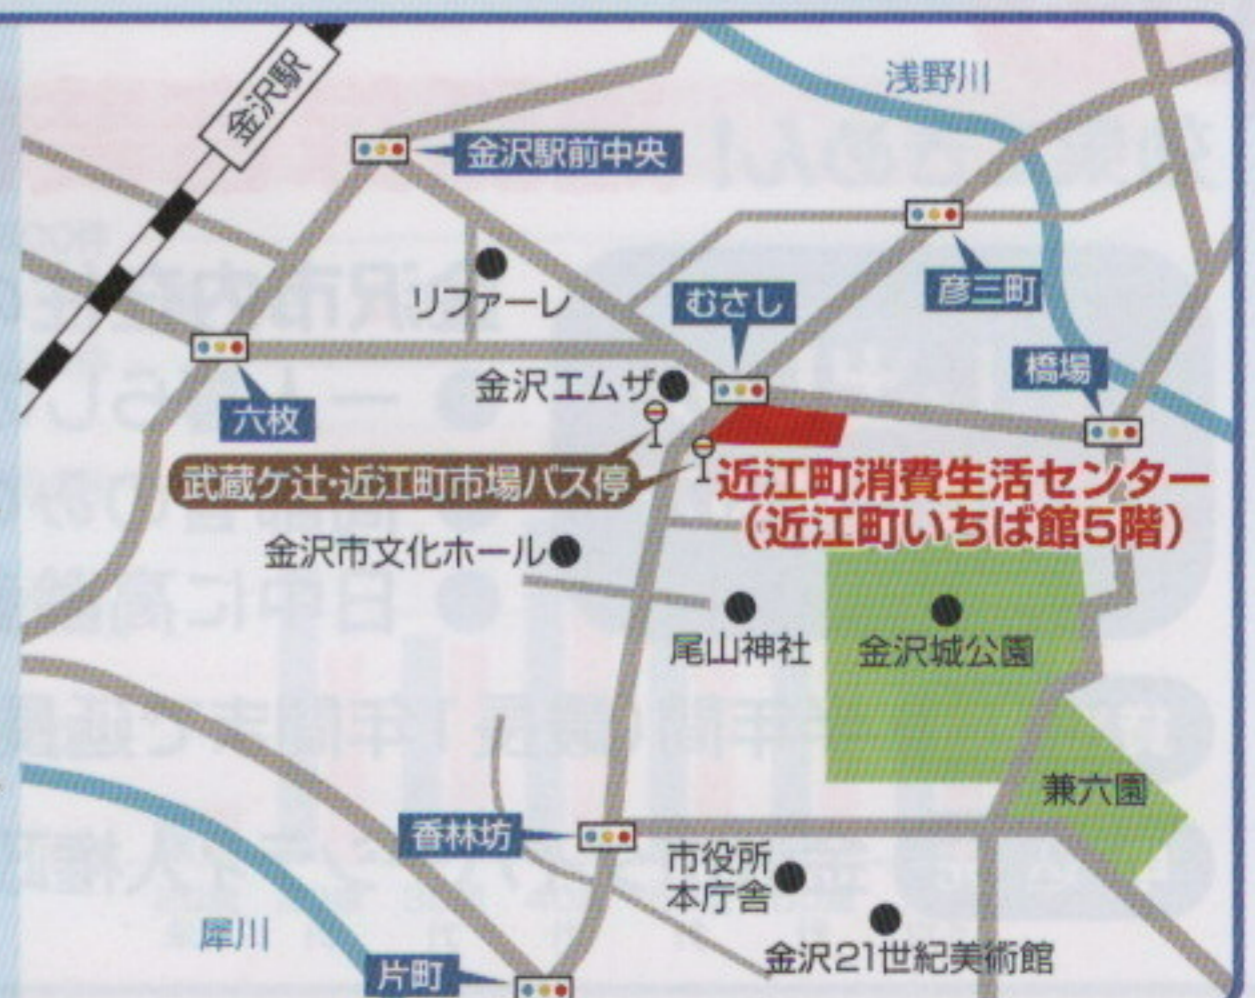 金沢駅
浅野川
金沢駅前中央
彦三町
リファーレ
むさし
橋場
金沢エムザ
六枚
武蔵ケ辻・近江町市場バス停
近江町消費生活センター
（近江町いちば館5階）
金沢市文化ホール
尾山神社
金沢城公園
兼六園
香林坊
市役所
本庁舎
犀川
金沢21世紀美術館
片町